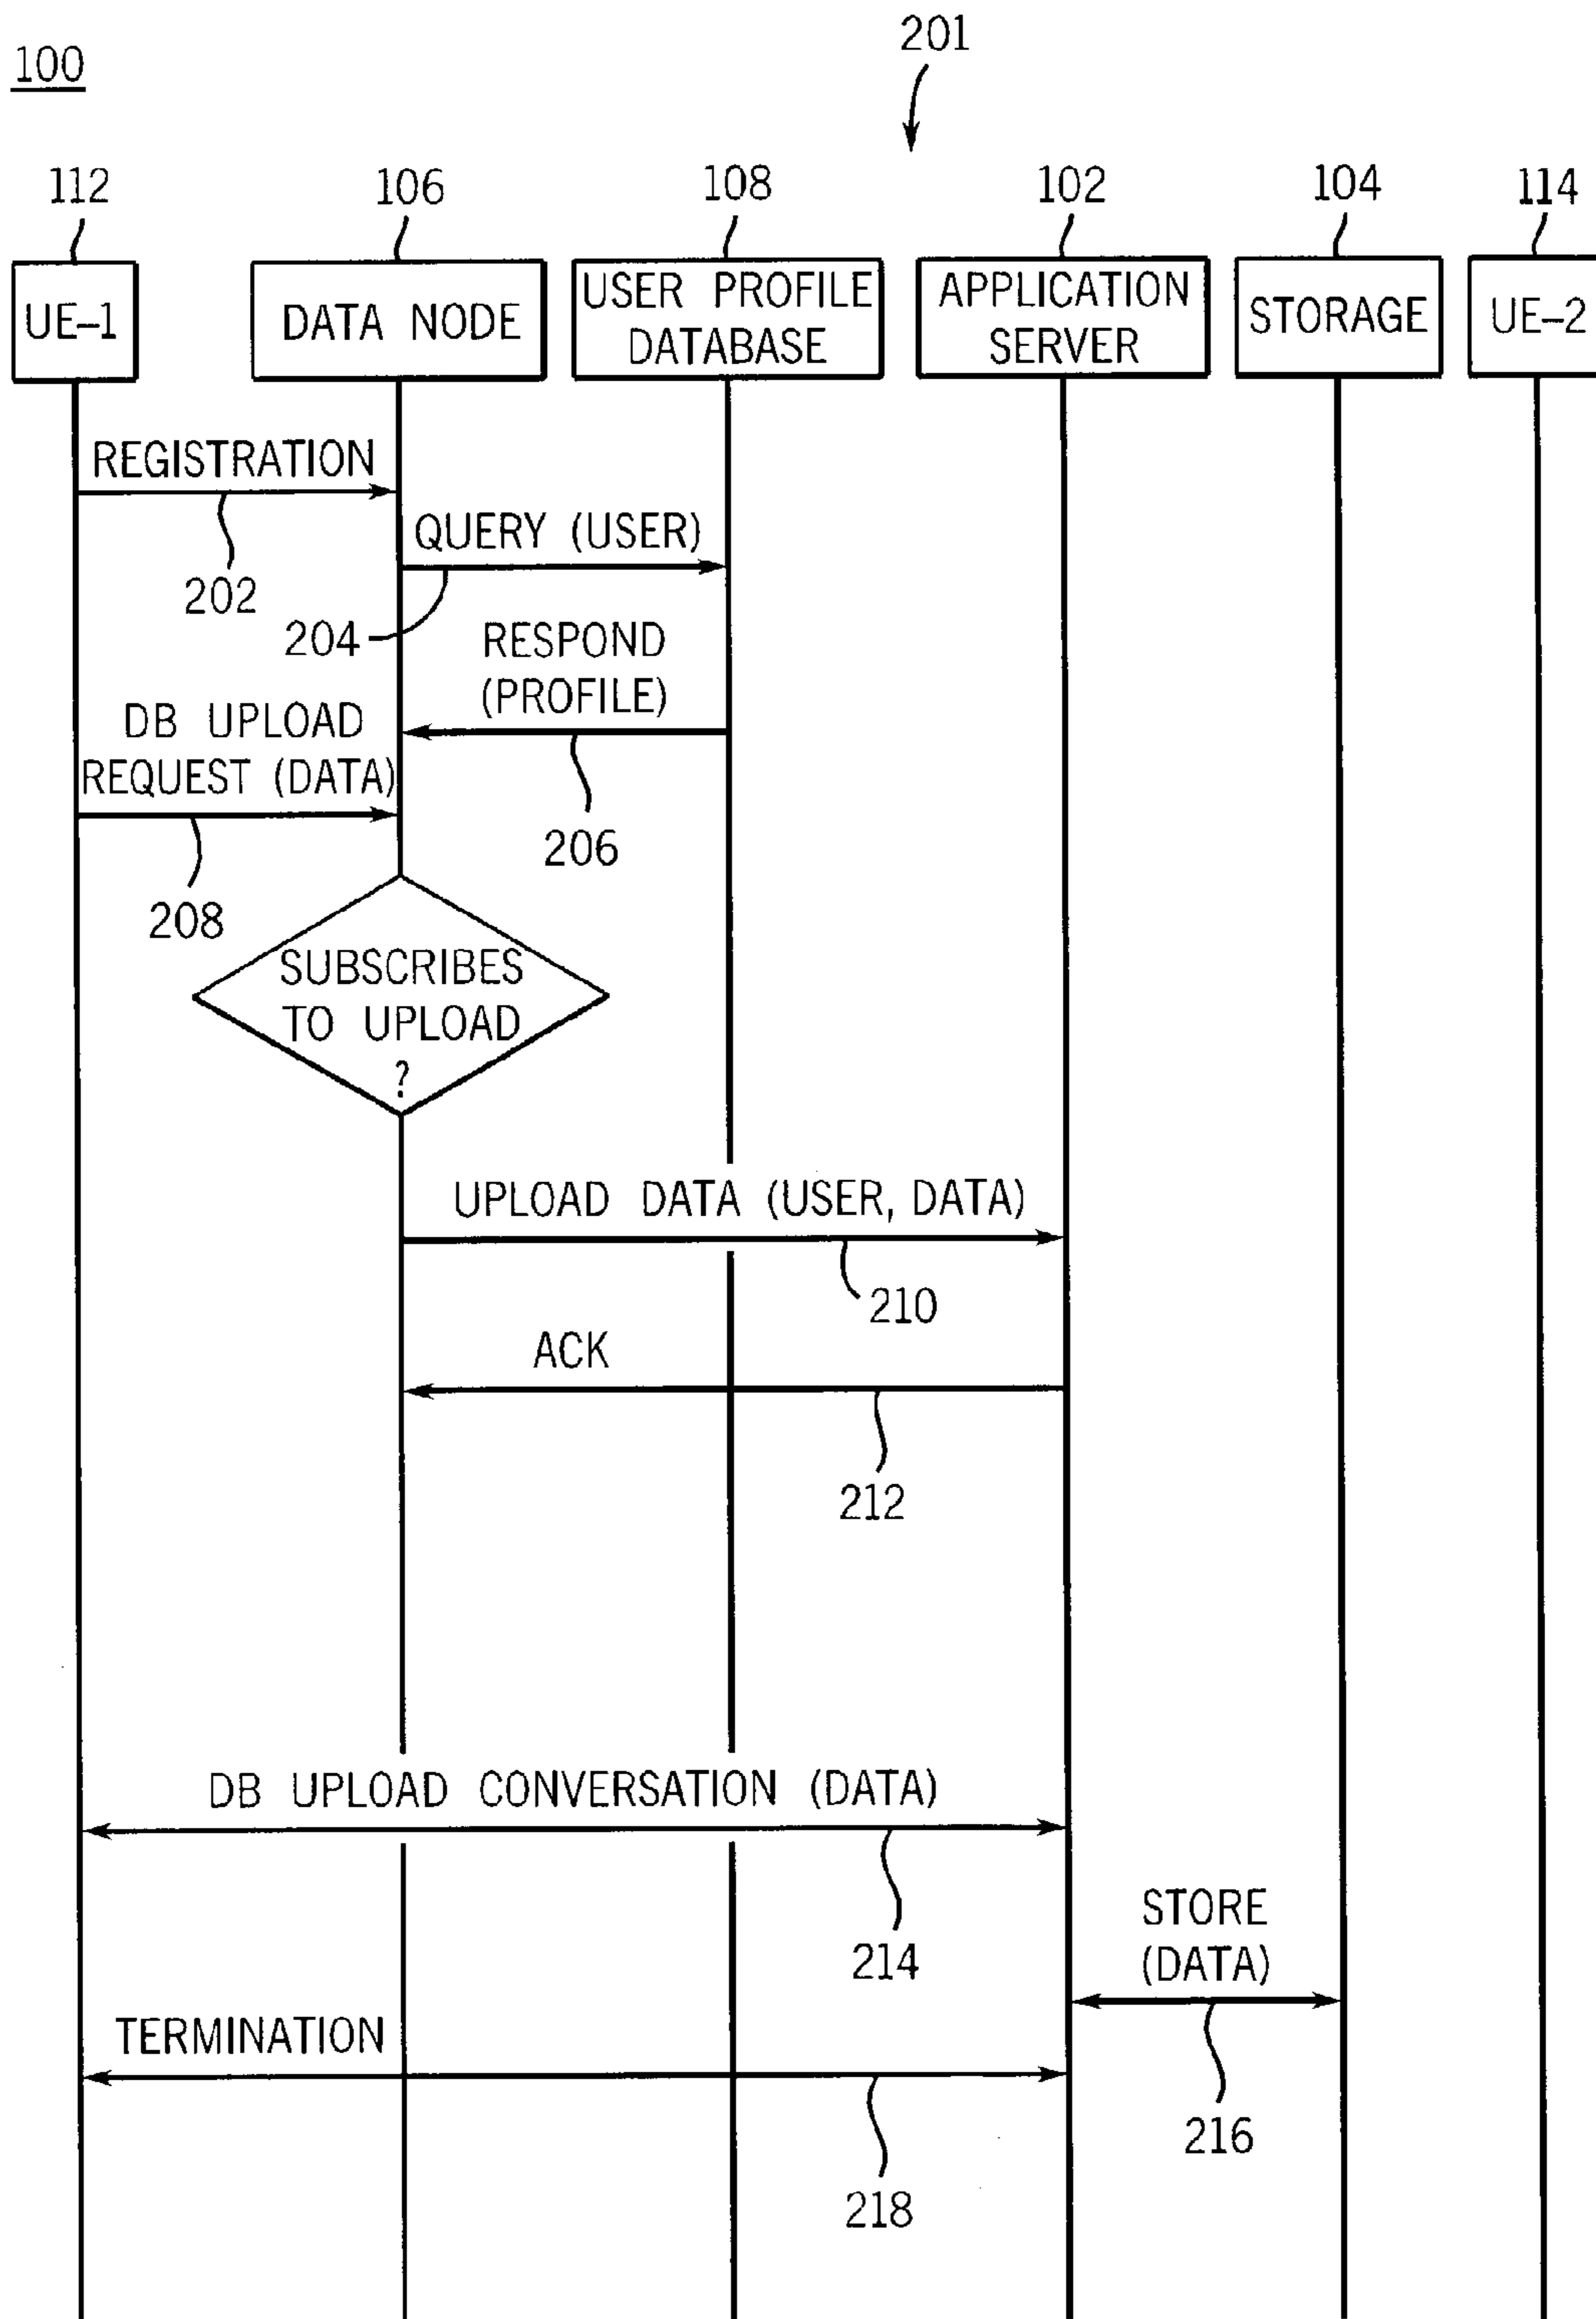 100
201
112
106
108
102
104
114
UE-1
DATA NODE
USER PROFILE
DATABASE
APPLICATION
SERVER
STORAGE
UE-2
REGISTRATION
202
QUERY (USER)
204
RESPOND
(PROFILE)
206
DB UPLOAD
REQUEST (DATA)
208
SUBSCRIBES
TO UPLOAD
?
UPLOAD DATA (USER, DATA)
210
ACK
212
DB UPLOAD CONVERSATION (DATA)
214
STORE
(DATA)
216
TERMINATION
218